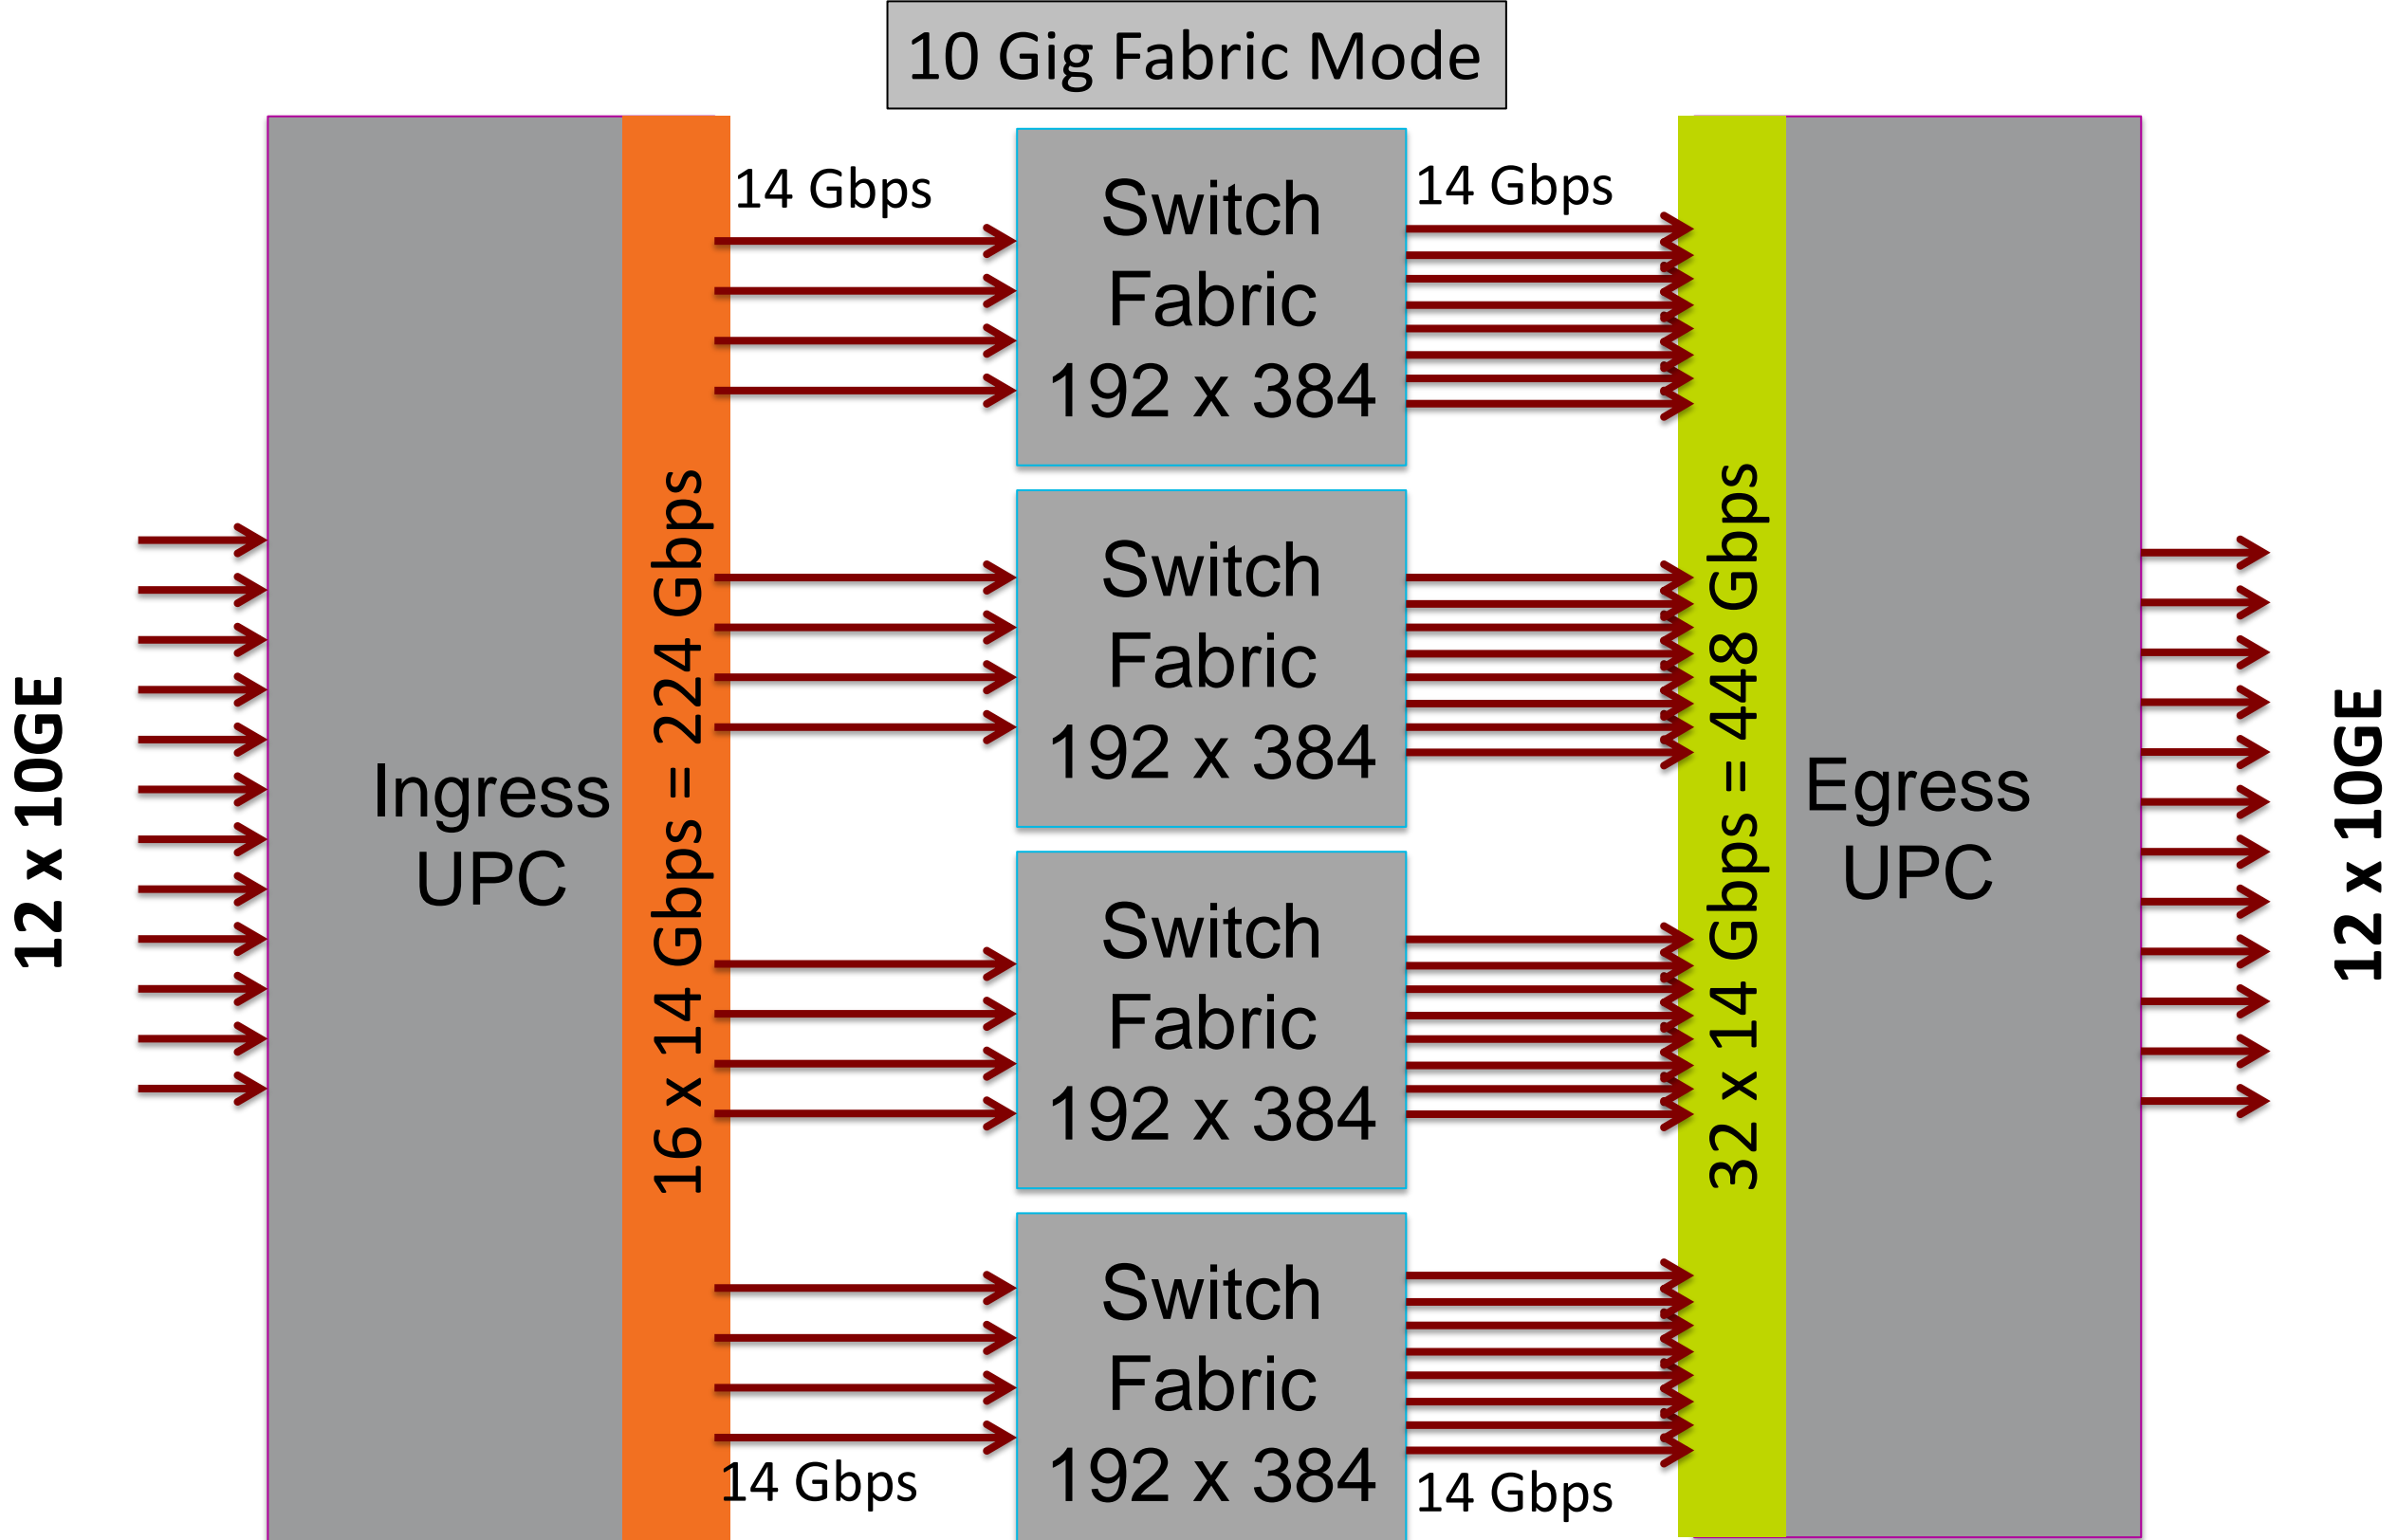 10 Gig Fabric Mode
12 x 10GE
Ingress
UPC
16 x 14 Gbps = 224 Gbps
14 Gbps
14 Gbps
Switch
Fabric
192 x 384
Switch
Fabric
192 x 384
Switch
Fabric
192 x 384
Switch
Fabric
192 x 384
14 Gbps
14 Gbps
32 x 14 Gbps = 448 Gbps
Egress
UPC
12 x 10GE